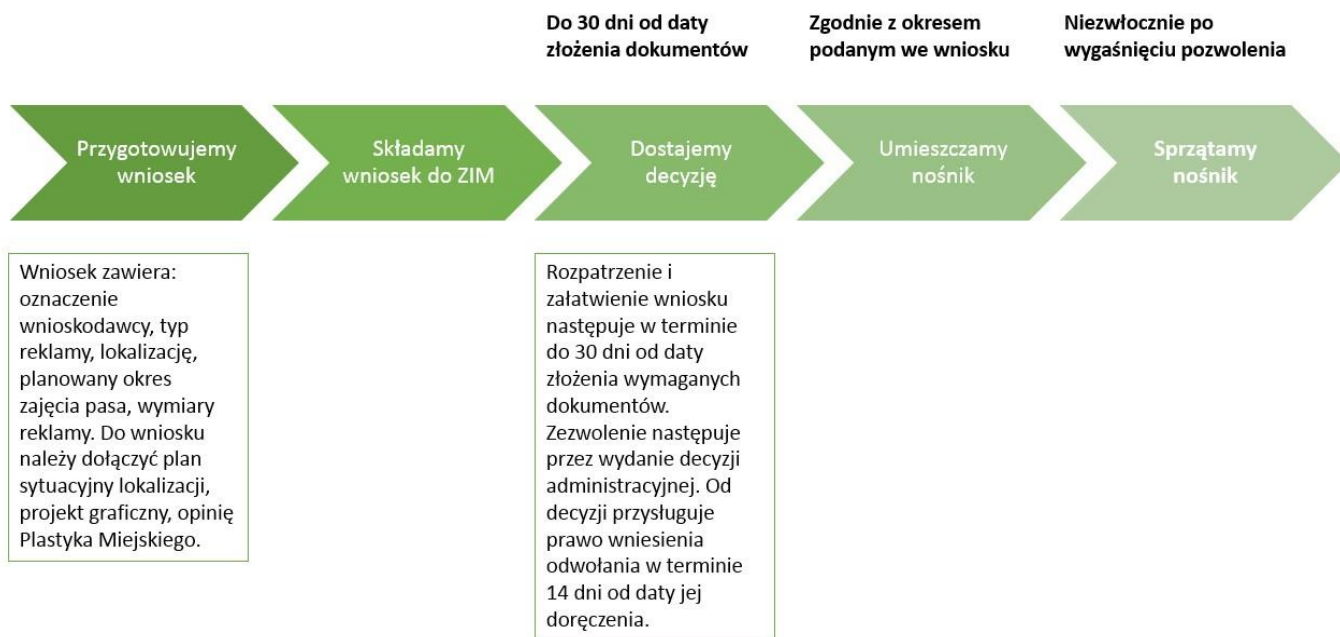 Do 30 dni od daty
złożenia dokumentów
Zgodnie z okresem
podanym we wniosku
Niezwłocznie po
wygaśnięciu pozwolenia
Przygotowujemy
wniosek
Składamy
wniosek do ZIM
Dostajemy
decyzję
Umieszczamy
nośnik
Sprzątamy
nośnik
Wniosek zawiera:
oznaczenie
wnioskodawcy, typ
reklamy, lokalizację,
planowany okres
zajęcia pasa, wymiary
reklamy. Do wniosku
należy dołączyć plan
sytuacyjny lokalizacji,
projekt graficzny, opinię
Plastyka Miejskiego.
Rozpatrzenie i
załatwienie wniosku
następuje w terminie
do 30 dni od daty
złożenia wymaganych
dokumentów.
Zezwolenie następuje
przez wydanie decyzji
administracyjnej. Od
decyzji przysługuje
prawo wniesienia
odwołania w terminie
14 dni od daty jej
doręczenia.